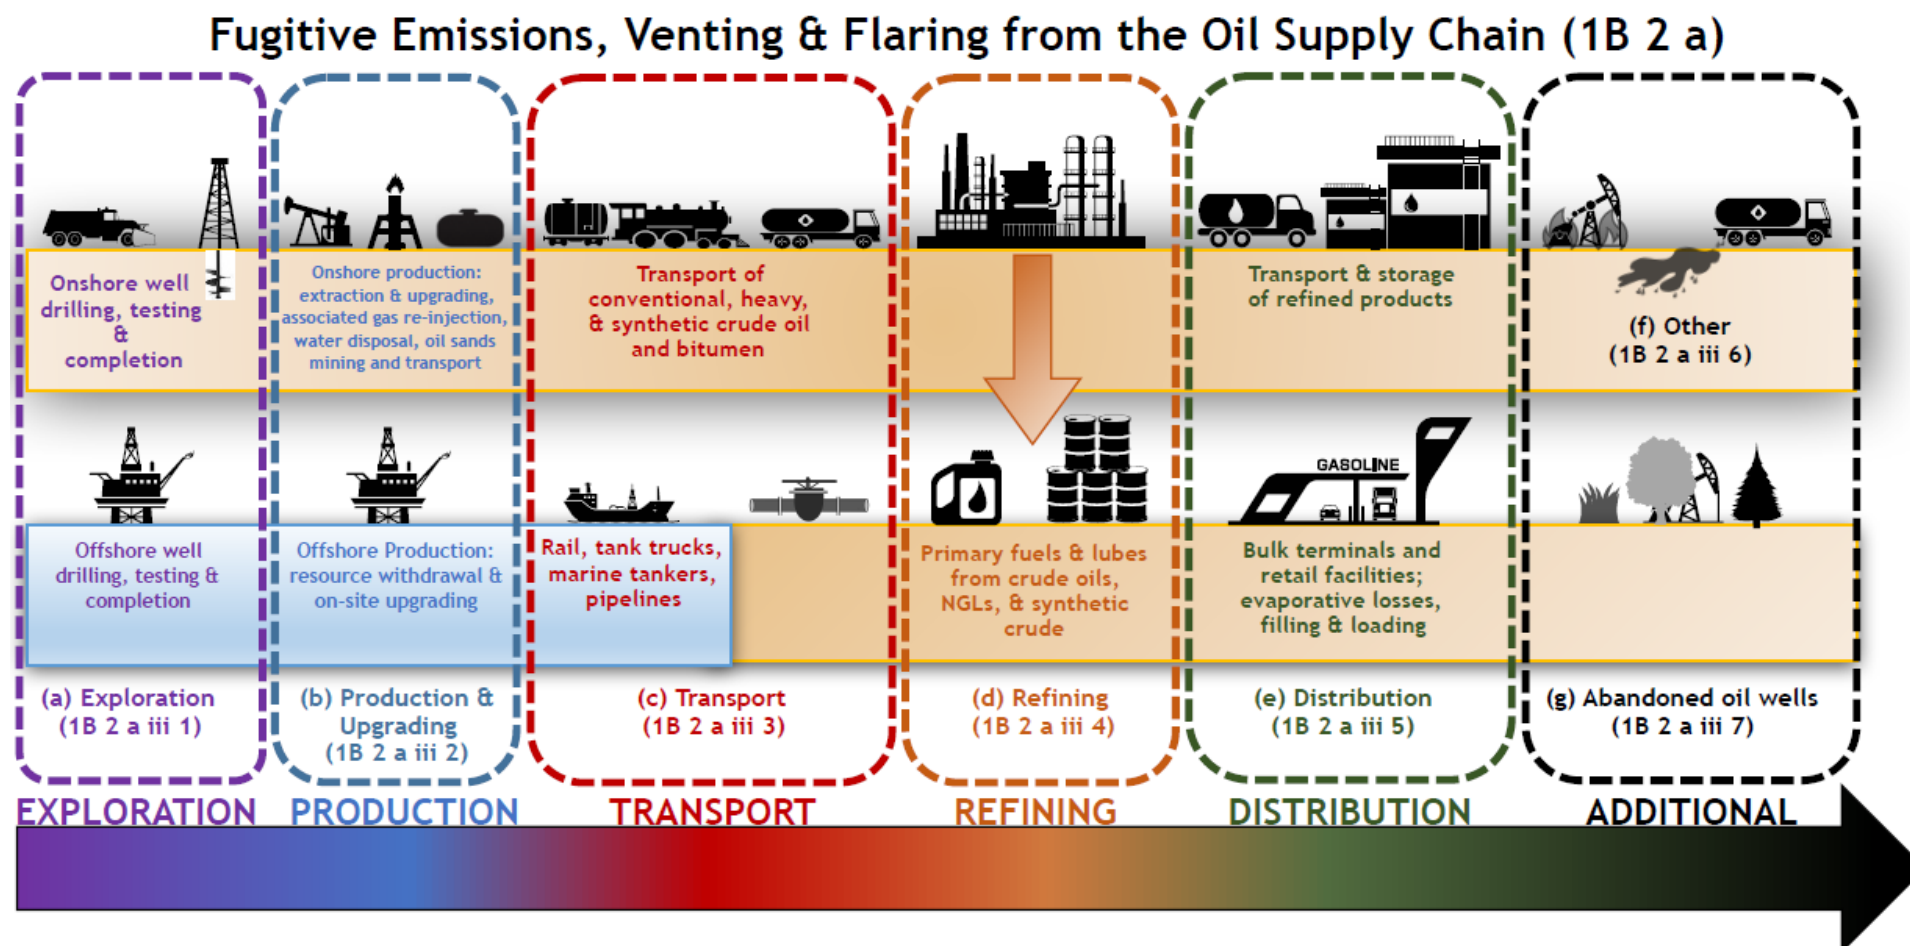 Fugitive Emissions, Venting & Flaring from the Oil Supply Chain (1B 2 a)
Onshore well
drilling, testing
&
completion
Onshore production:
extraction & upgrading,
associated gas re-injection,
water disposal, oil sands
mining and transport
Transport of
conventional, heavy,
& synthetic crude oil
and bitumen
Transport & storage
of refined products
(f) Other
(1B 2 a iii 6)
GASOLINE
Offshore well
drilling, testing &
completion
Offshore Production:
resource withdrawal &
on-site upgrading
Rail, tank trucks,
marine tankers,
pipelines
Primary fuels & lubes
from crude oils,
NGLs, & synthetic
crude
Bulk terminals and
retail facilities;
evaporative losses,
filling & loading
(a) Exploration
(1B 2 a iii 1)
(b) Production &
Upgrading
(1B 2 a iii 2)
(c) Transport
(1B 2 a iii 3)
(d) Refining
(1B 2 a iii 4)
(e) Distribution
(1B 2 a iii 5)
(g) Abandoned oil wells
(1B 2 a iii 7)
EXPLORATION
PRODUCTION
TRANSPORT
REFINING
DISTRIBUTION
ADDITIONAL